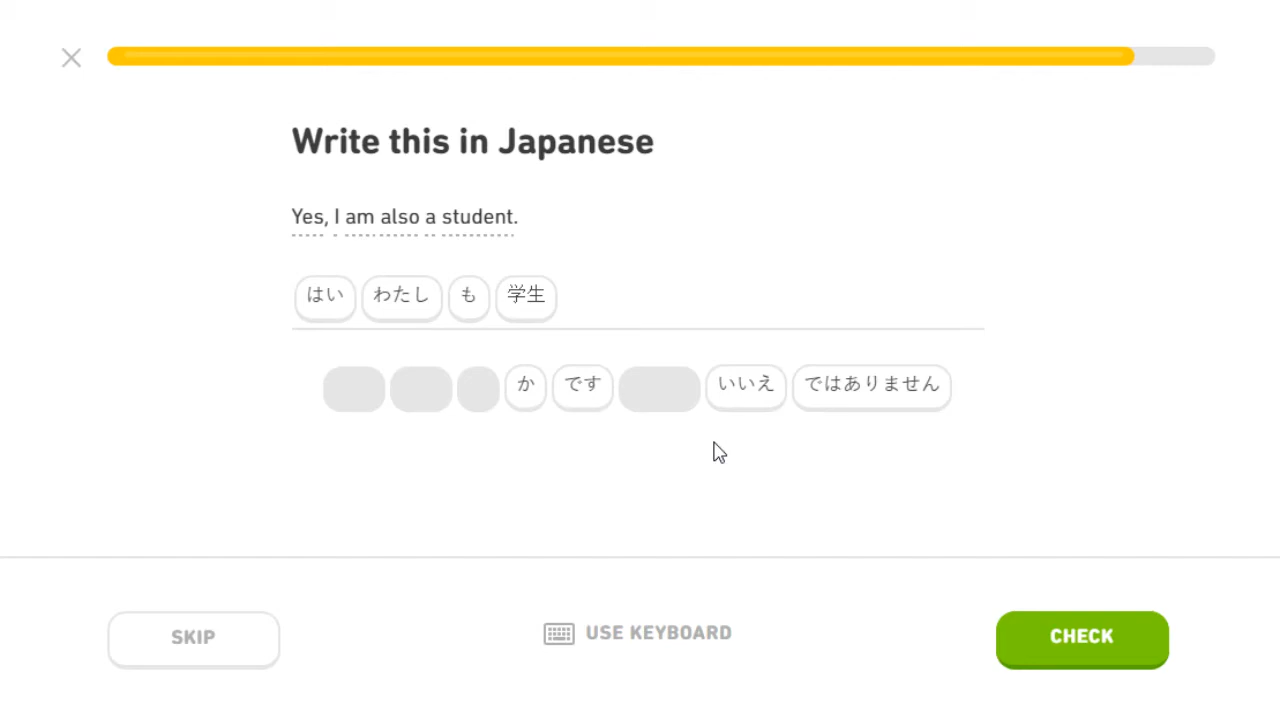 Write this in Japanese
Yes, I am also a student.
はい わたし も 学生
か です いいえ ではありません
SKIP USE KEYBOARD CHECK